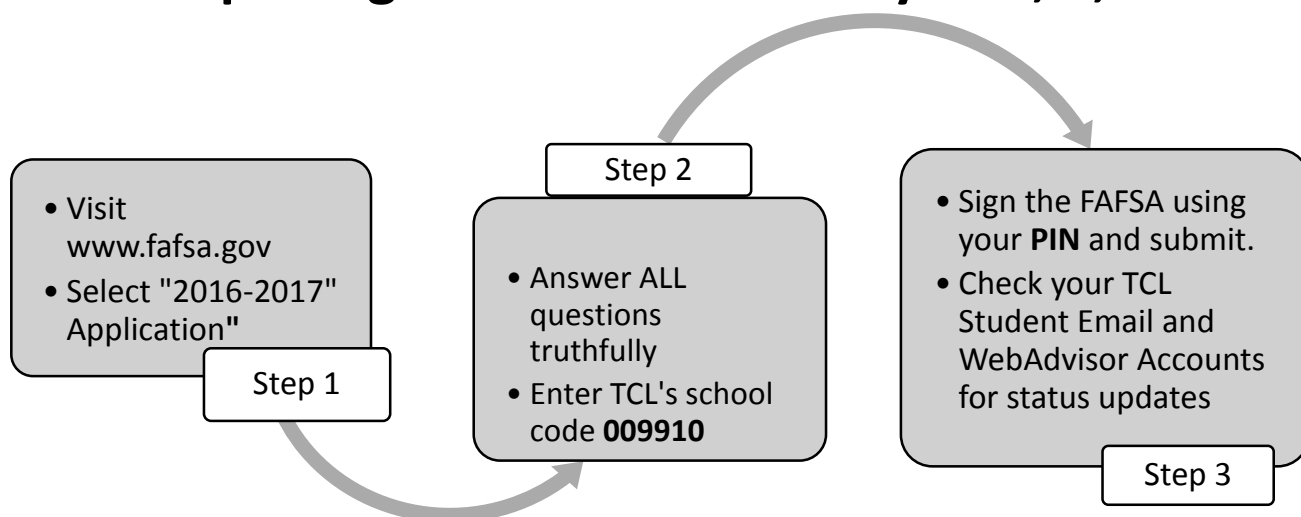 • Visit
www.fafsa.gov
• Select "2016-2017"
Application"
Step 1
Step 2
• Answer ALL
questions
truthfully
• Enter TCL's school
code 009910
• Sign the FAFSA using
your PIN and submit.
• Check your TCL
Student Email and
WebAdvisor Accounts
for status updates
Step 3